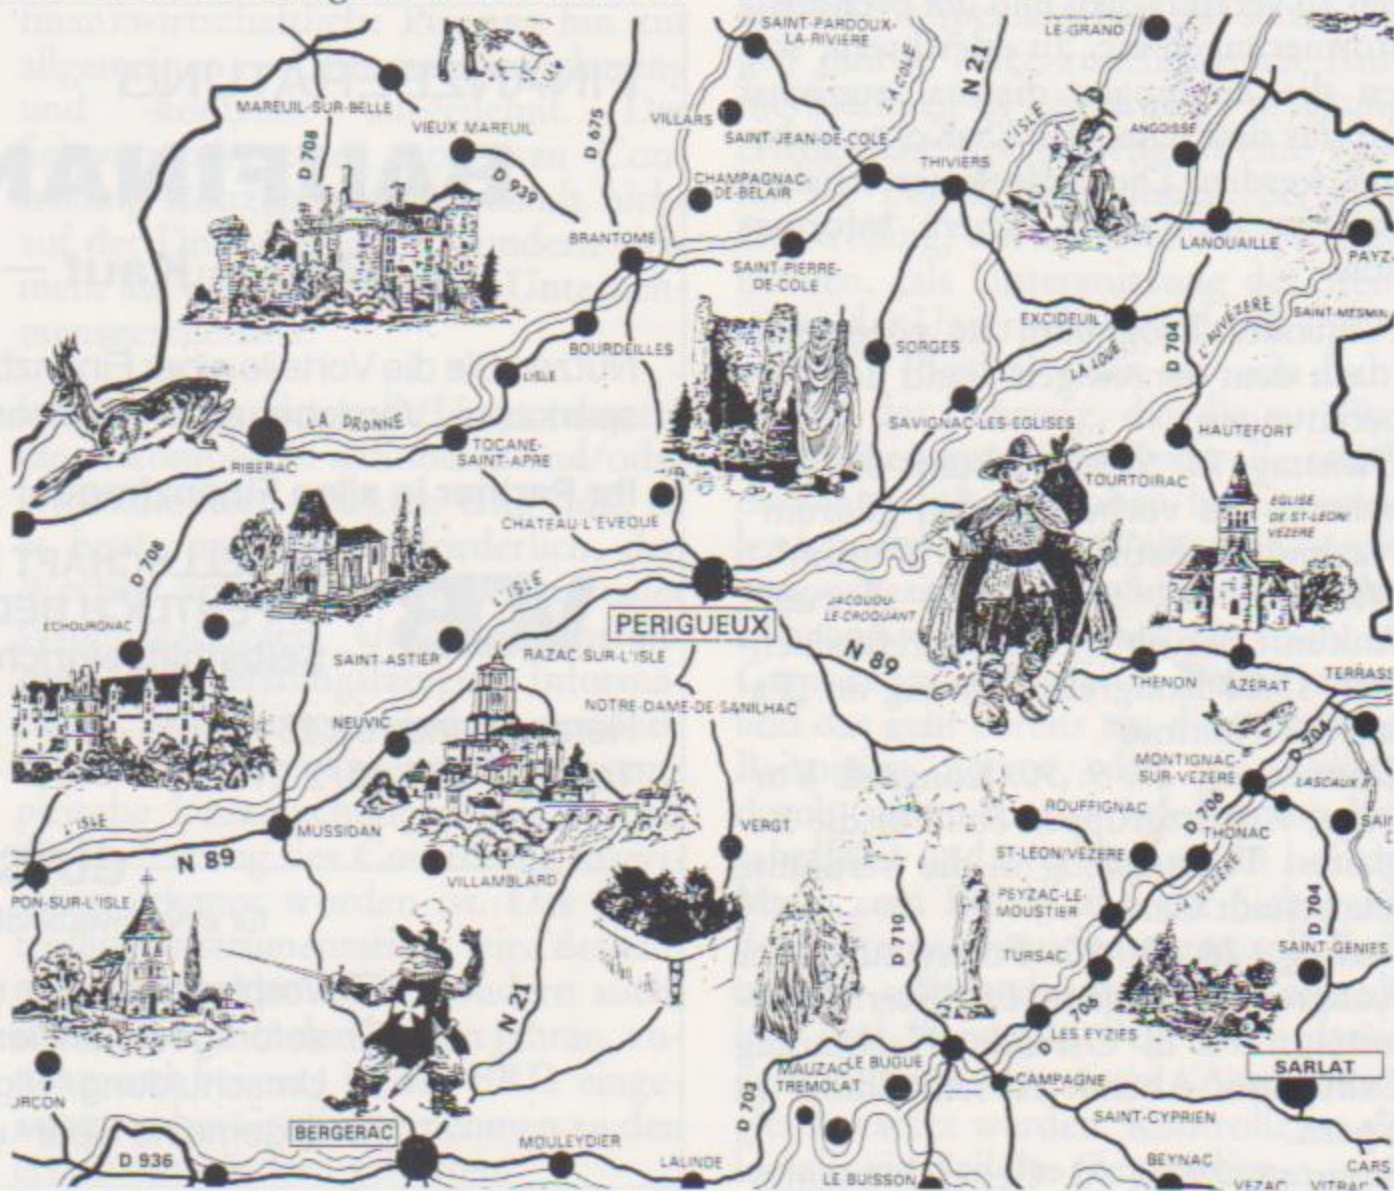 SAINT-PARDOUX-
LA-RIVIERE
LE-GRAND
N 21
LA COLE
MAREUIL-SUR-BELLE
VIEUX MAREUIL
D 708
D 675
D 939
VILLARS
SAINT-JEAN-DE-COLE
L'ISLE
ANGOISSE
THIVIERS
CHAMPAGNAC-
DE-BELAIR
BRANTOME
LANOUAILLE
SAINT-PIERRE-
DE-COLE
EXCIDEUIL
SAINT-MESMIN
L'AUVEZERE
D 704
BOURDEILLES
SORGES
LA LOUE
LISLE
SAVIGNAC-LES-EGLISES
HAUTEFORT
LA DRONNE
TOCANE-
SAINT-APRE
RIBERAC
TOURTOIRAC
EGLISE
DE ST-LEON/
VEZERE
CHATEAU-L'EVEQUE
D 708
L'ISLE
JACQUOU-
LE-CROQUANT
PERIGUEUX
ECHOURGNAC
SAINT-ASTIER
RAZAC-SUR-L'ISLE
N 89
THENON
AZERAT
TERRASS
NOTRE-DAME-DE-SANILHAC
NEUVIC
D 704
MONTIGNAC-
SUR-VEZERE
LASCAUX
ROUFFIGNAC
L'ISLE
MUSSIDAN
VERGT
D 706
THONAC
SAIN
N 89
ST-LEON/VEZERE
VEZERE
VILLAMBLARD
PON-SUR-L'ISLE
PEYZAC-LE-
MOUSTIER
D 710
D 704
TURSAC
SAINT-GENIES
N 21
D 706
LES EYZIES
MAUZAC
LE BUGUE
TREMOLAT
SARLAT
CAMPAGNE
D 703
SAINT-CYPRIEN
BERGERAC
MOULEYDIER
D 936
LALINDE
LE BUISSON
BEYNAC
VEZAC
CARS
VITRAC